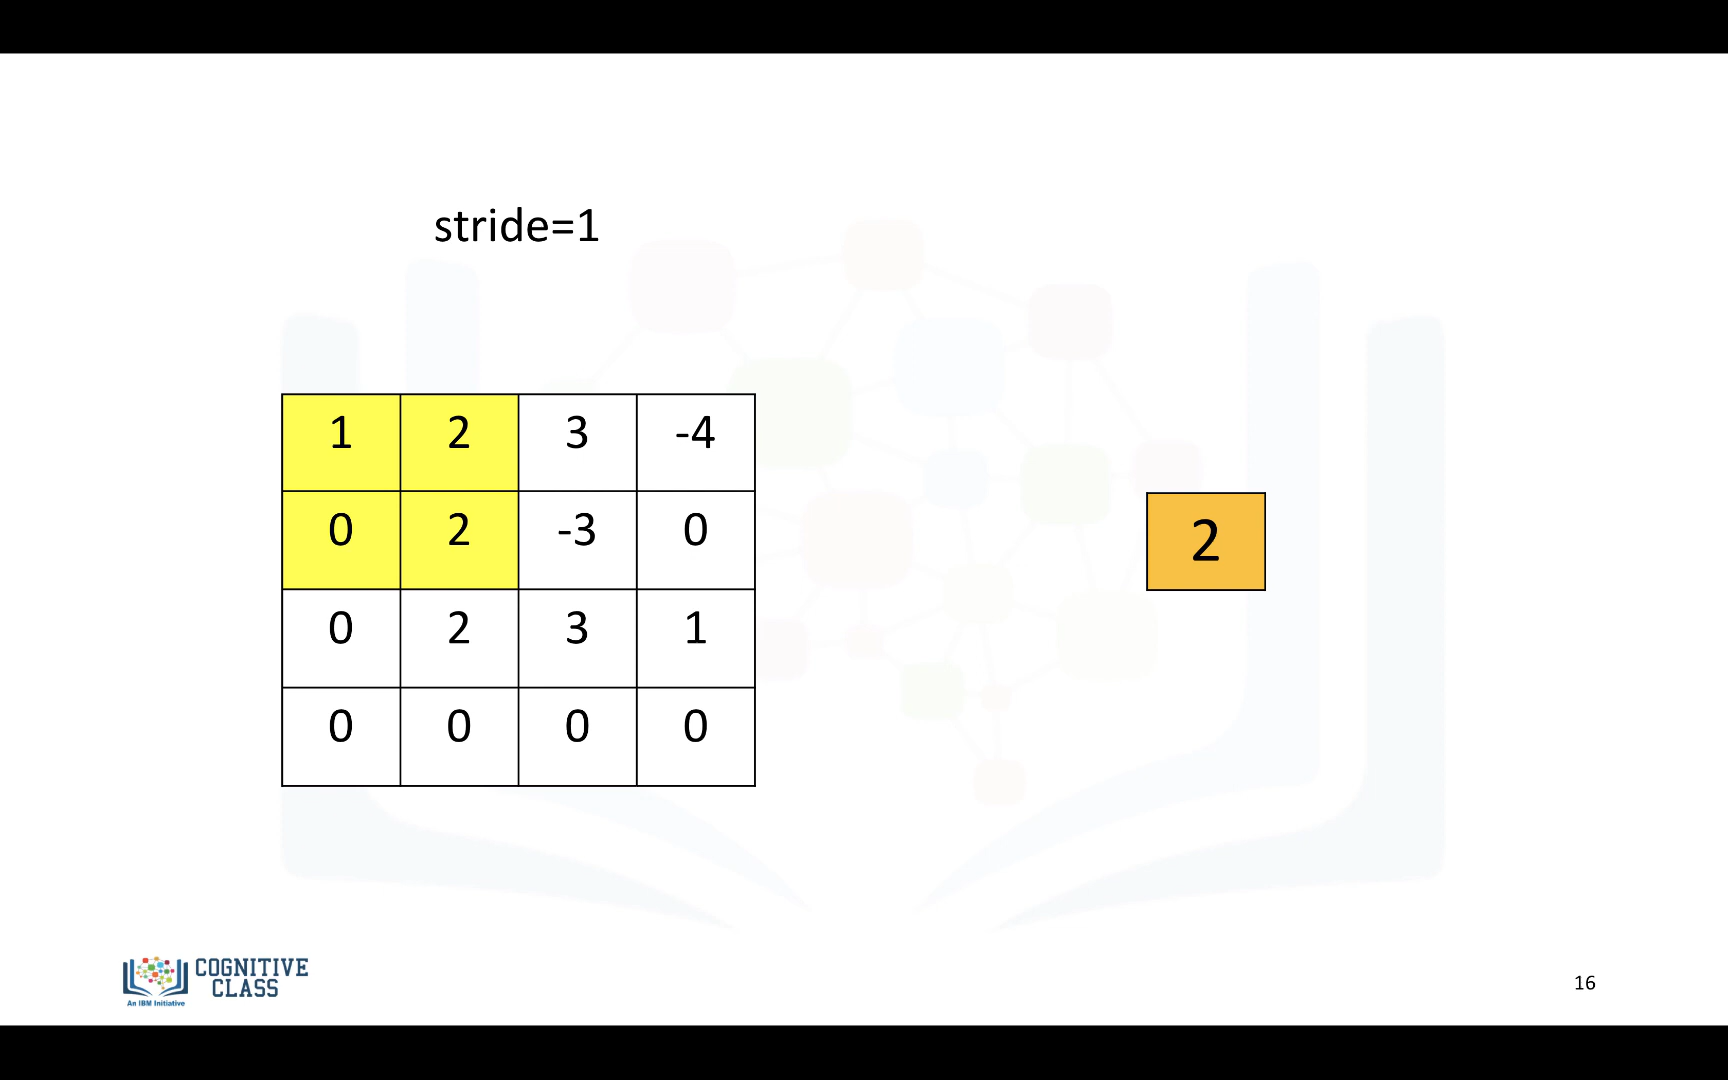 stride=1
1 2 3 -4
0 2 -3 0
2
0 2 3 1
0 0 0 0
COGNITIVE
CLASS
An IBM Initiative
16